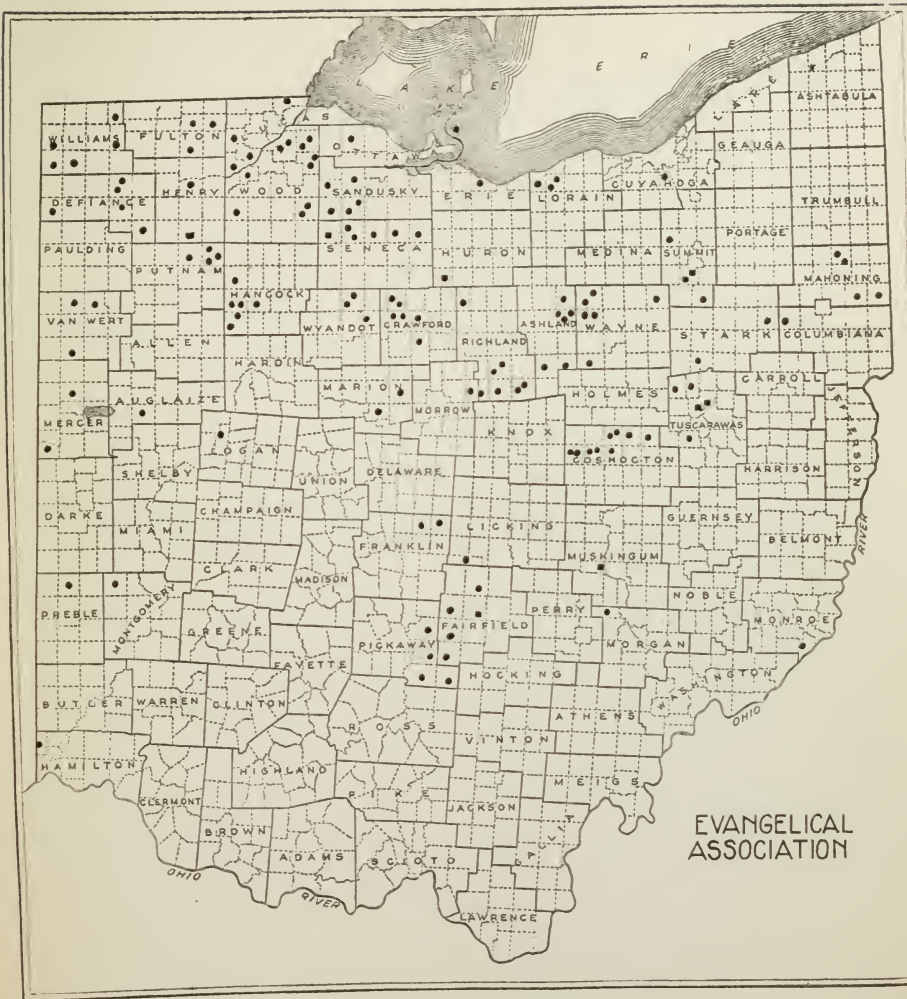 LAKE ERIE
LAKE
ASHTABULA
WILLIAMS
FULTON
LUCAS
OTTAWA
GEAUGA
CUYAHOGA
DEFIANCE
HENRY
WOOD
SANDUSKY
ERIE
LORAIN
TRUMBULL
PAULDING
PUTNAM
SENECA
HURON
MEDINA
SUMMIT
PORTAGE
MAHONING
HANCOCK
VAN WERT
ALLEN
WYANDOT
CRAWFORD
RICHLAND
ASHLAND
WAYNE
STARK
COLUMBIANA
HARDIN
MARION
MORROW
HOLMES
CARROLL
JEFFERSON
MERCER
AUGLAIZE
KNOX
TUSCARAWAS
LOGAN
UNION
DELAWARE
COSHOCTON
HARRISON
SHELBY
DARKE
MIAMI
CHAMPAIGN
LICKING
GUERNSEY
BELMONT
RIVER
FRANKLIN
MUSKINGUM
CLARK
MADISON
NOBLE
PREBLE
MONTGOMERY
GREENE
PERRY
FAIRFIELD
MORGAN
MONROE
PICKAWAY
FAYETTE
HOCKING
WASHINGTON
OHIO
BUTLER
WARREN
CLINTON
ROSS
ATHENS
VINTON
HAMILTON
HIGHLAND
MEIGS
CLERMONT
PIKE
JACKSON
BROWN
ADAMS
SCIOTO
GALLIA
OHIO
RIVER
LAWRENCE
EVANGELICAL
ASSOCIATION